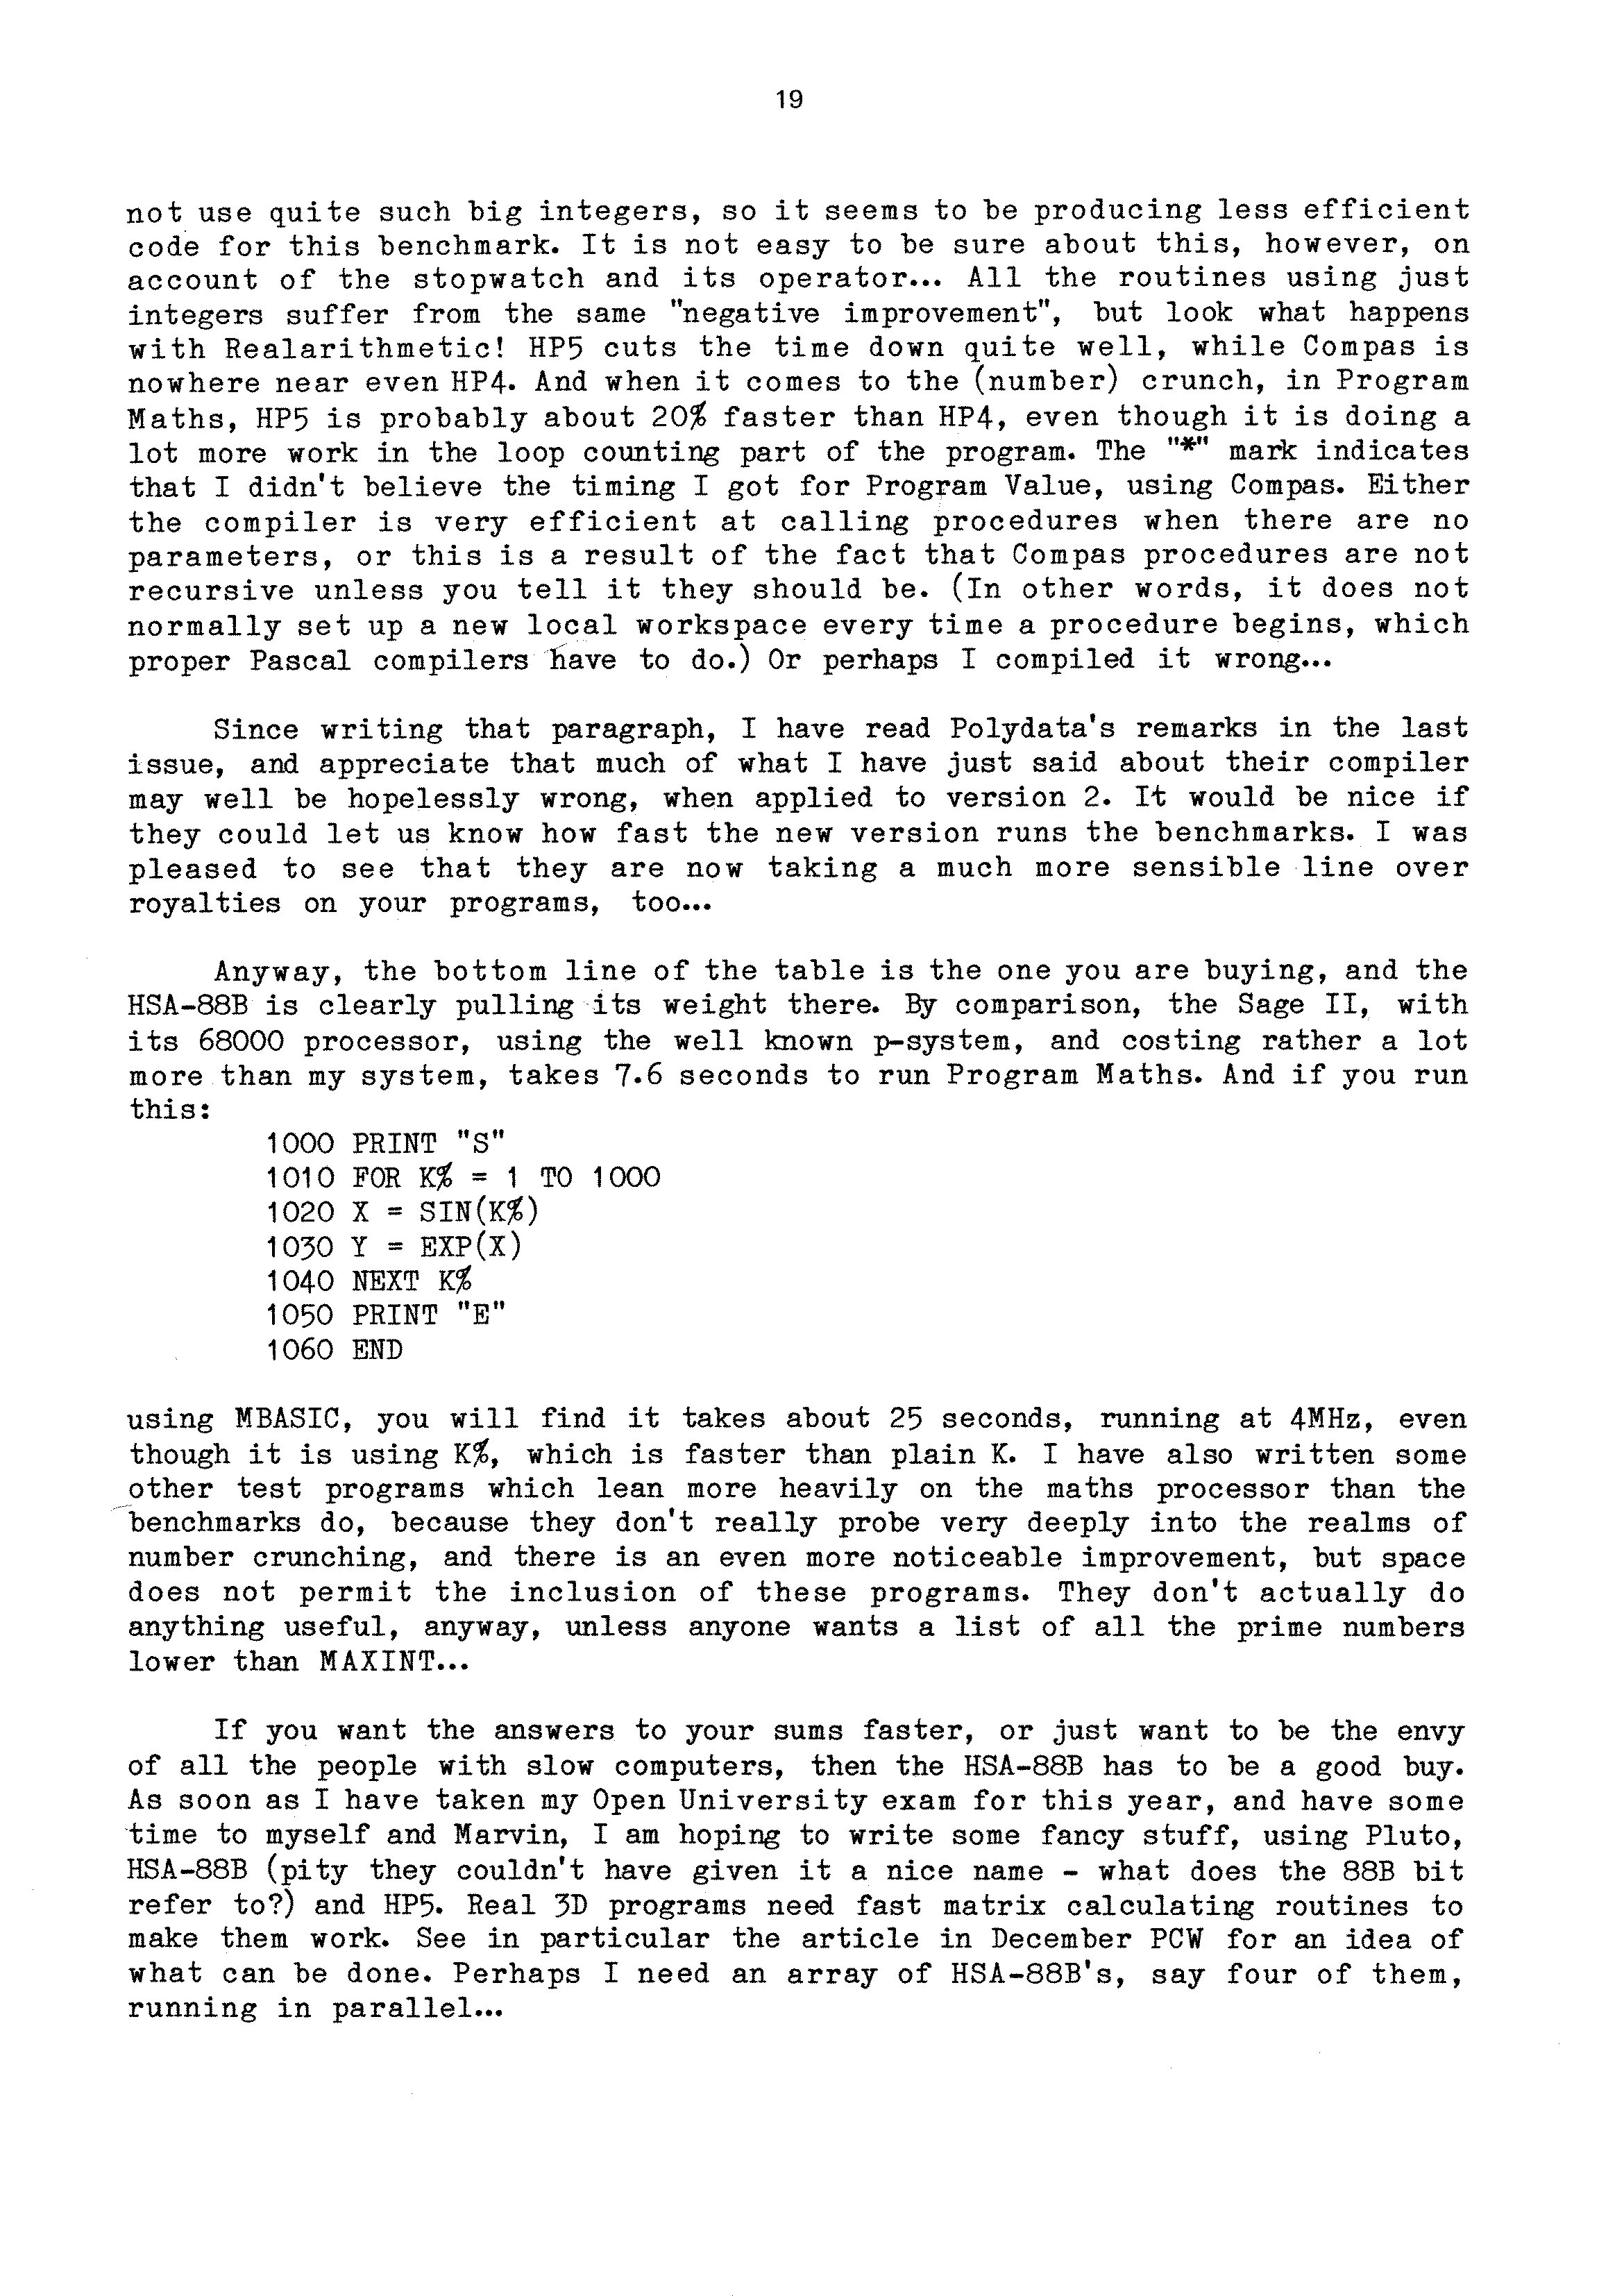 19
not use quite such big integers, so it seems to be producing less efficient
code for this benchmark. It is not easy to be sure about this, however, on
account of the stopwatch and its operator... All the routines using just
integers suffer from the same "negative improvement", but look what happens
with Realarithmetic! HP5 cuts the time down quite well, while Compas is
nowhere near even HP4. And when it comes to the (number) crunch, in Program
Maths, HP5 is probably about 20% faster than HP4, even though it is doing a
lot more work in the loop counting part of the program. The "*" mark indicates
that I didn't believe the timing I got for Program Value, using Compas. Either
the compiler is very efficient at calling procedures when there are no
parameters, or this is a result of the fact that Compas procedures are not
recursive unless you tell it they should be. (In other words, it does not
normally set up a new local workspace every time a procedure begins, which
proper Pascal compilers have to do.) Or perhaps I compiled it wrong...
Since writing that paragraph, I have read Polydata's remarks in the last
issue, and appreciate that much of what I have just said about their compiler
may well be hopelessly wrong, when applied to version 2. It would be nice if
they could let us know how fast the new version runs the benchmarks. I was
pleased to see that they are now taking a much more sensible line over
royalties on your programs, too...
Anyway, the bottom line of the table is the one you are buying, and the
HSA-88B is clearly pulling its weight there. By comparison, the Sage II, with
its 68000 processor, using the well known p-system, and costing rather a lot
more than my system, takes 7.6 seconds to run Program Maths. And if you run
this:
1000 PRINT "S"
1010 FOR K% = 1 TO 1000
1020 X = SIN(K%)
1030 Y = EXP(X)
1040 NEXT K%
1050 PRINT "E"
1060 END
using MBASIC, you will find it takes about 25 seconds, running at 4MHz, even
though it is using K%, which is faster than plain K. I have also written some
other test programs which lean more heavily on the maths processor than the
benchmarks do, because they don't really probe very deeply into the realms of
number crunching, and there is an even more noticeable improvement, but space
does not permit the inclusion of these programs. They don't actually do
anything useful, anyway, unless anyone wants a list of all the prime numbers
lower than MAXINT...
If you want the answers to your sums faster, or just want to be the envy
of all the people with slow computers, then the HSA-88B has to be a good buy.
As soon as I have taken my Open University exam for this year, and have some
time to myself and Marvin, I am hoping to write some fancy stuff, using Pluto,
HSA-88B (pity they couldn't have given it a nice name - what does the 88B bit
refer to?) and HP5. Real 3D programs need fast matrix calculating routines to
make them work. See in particular the article in December PCW for an idea of
what can be done. Perhaps I need an array of HSA-88B's, say four of them,
running in parallel...